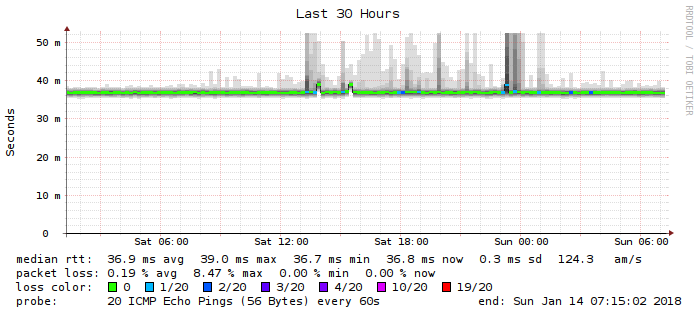 Last 30 Hours
RRDTOOL / TOBI OETIKER
Seconds
50 m
40 m
30 m
20 m
10 m
0
Sat 06:00 Sat 12:00 Sat 18:00 Sun 00:00 Sun 06:00
median rtt: 36.9 ms avg 39.0 ms max 36.7 ms min 36.8 ms now 0.3 ms sd 124.3 am/s
packet loss: 0.19 % avg 8.47 % max 0.00 % min 0.00 % now
loss color: 0 1/20 2/20 3/20 4/20 10/20 19/20
probe: 20 ICMP Echo Pings (56 Bytes) every 60s end: Sun Jan 14 07:15:02 2018